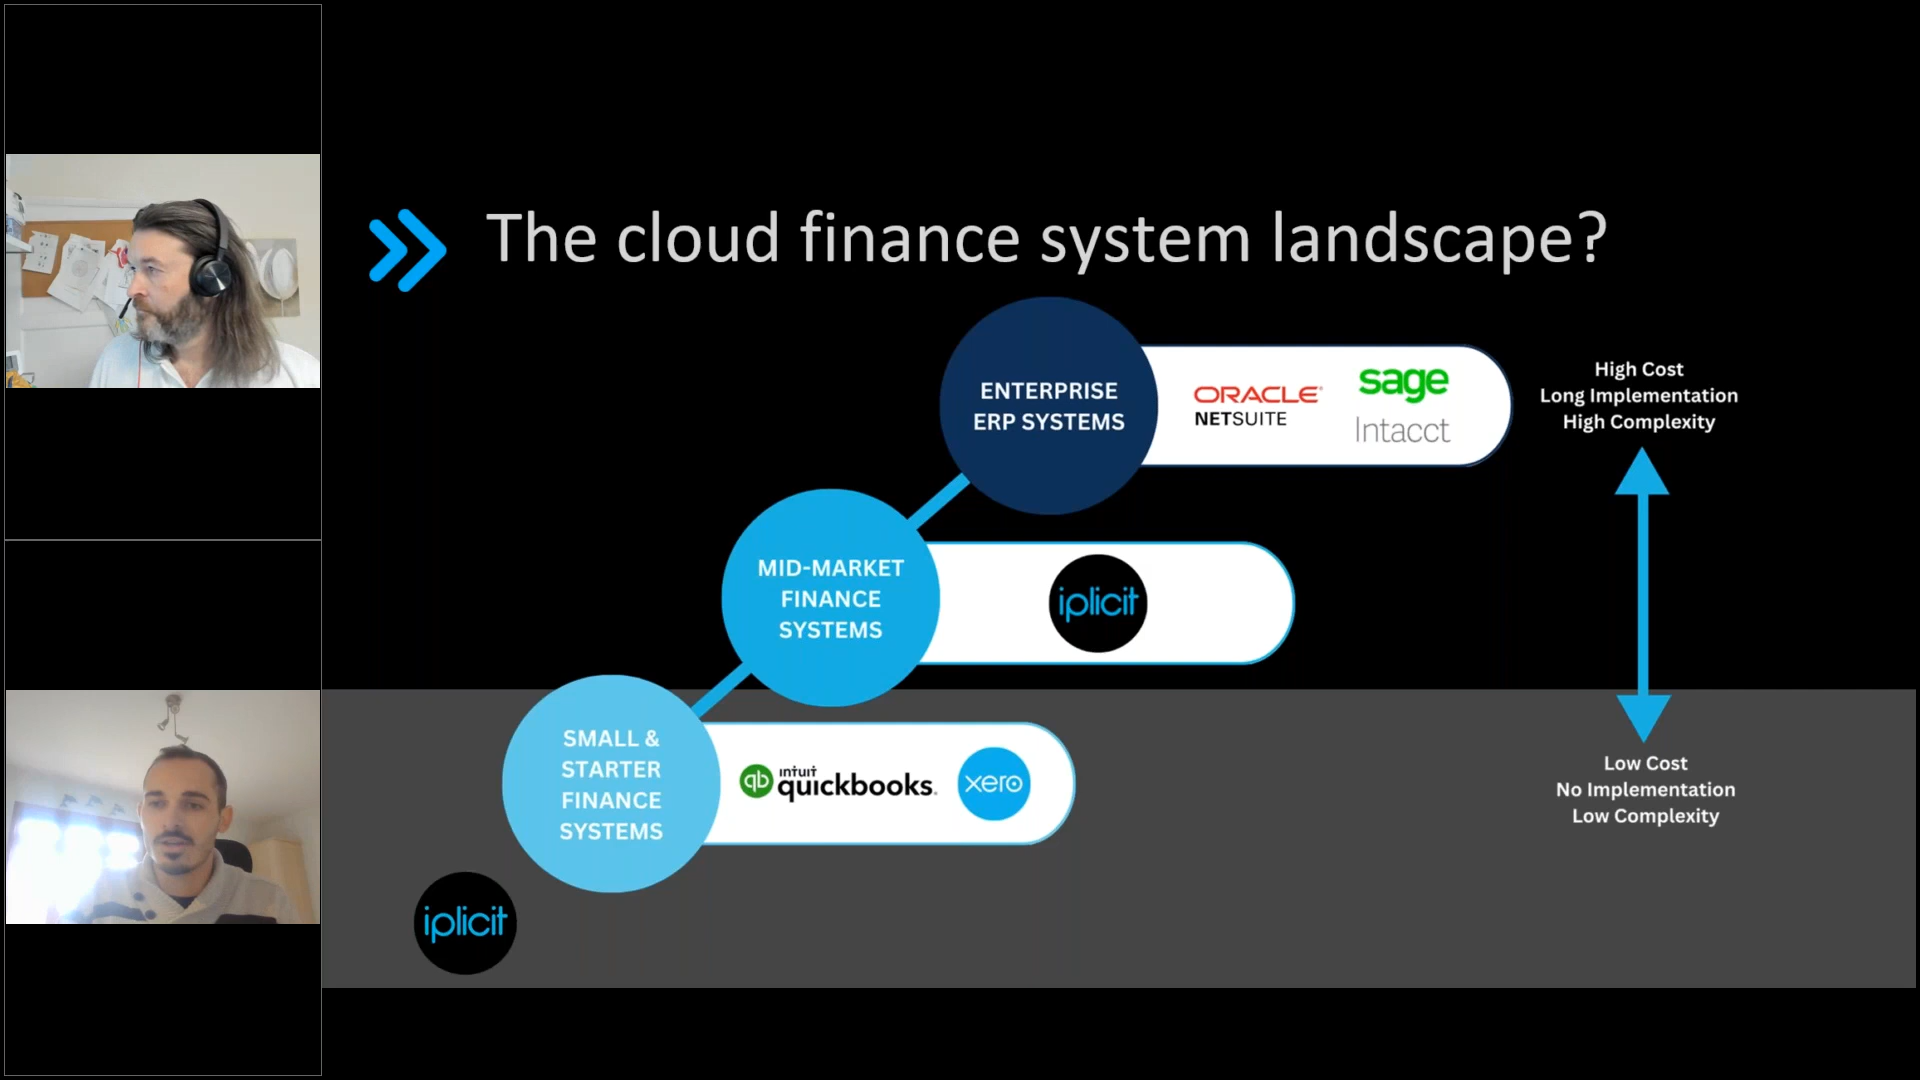 The cloud finance system landscape?
ENTERPRISE
ERP SYSTEMS
ORACLE
NETSUITE
sage
Intacct
High Cost
Long Implementation
High Complexity
MID-MARKET
FINANCE
SYSTEMS
iplicit
SMALL &
STARTER
FINANCE
SYSTEMS
qb
intuit
quickbooks.
xero
Low Cost
No Implementation
Low Complexity
iplicit